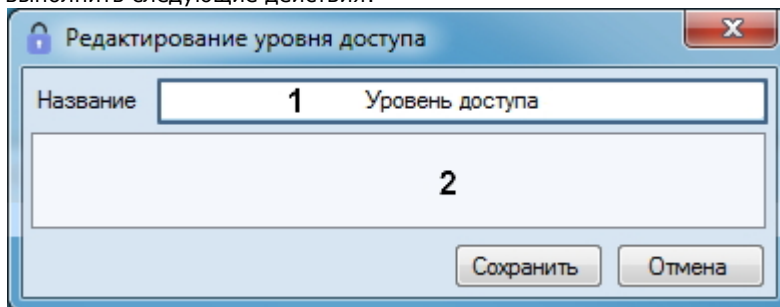 выполнить следующие действия:
Редактирование уровня доступа
Название 1 Уровень доступа
2
Сохранить Отмена